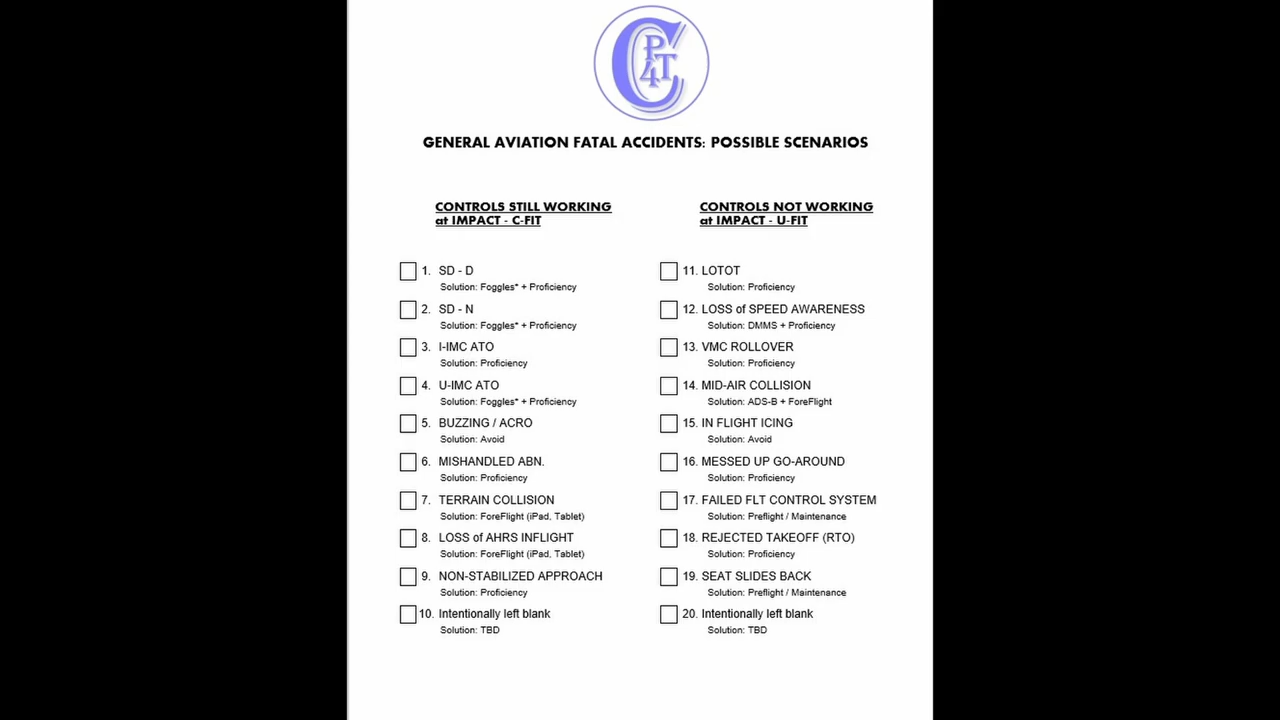 C P 4 T
GENERAL AVIATION FATAL ACCIDENTS: POSSIBLE SCENARIOS
CONTROLS STILL WORKING
at IMPACT - C-FIT
1. SD - D
Solution: Foggles* + Proficiency
2. SD - N
Solution: Foggles* + Proficiency
3. I-IMC ATO
Solution: Proficiency
4. U-IMC ATO
Solution: Foggles* + Proficiency
5. BUZZING / ACRO
Solution: Avoid
6. MISHANDLED ABN.
Solution: Proficiency
7. TERRAIN COLLISION
Solution: ForeFlight (iPad, Tablet)
8. LOSS of AHRS INFLIGHT
Solution: ForeFlight (iPad, Tablet)
9. NON-STABILIZED APPROACH
Solution: Proficiency
10. Intentionally left blank
Solution: TBD
CONTROLS NOT WORKING
at IMPACT - U-FIT
11. LOTOT
Solution: Proficiency
12. LOSS of SPEED AWARENESS
Solution: DMMS + Proficiency
13. VMC ROLLOVER
Solution: Proficiency
14. MID-AIR COLLISION
Solution: ADS-B + ForeFlight
15. IN FLIGHT ICING
Solution: Avoid
16. MESSED UP GO-AROUND
Solution: Proficiency
17. FAILED FLT CONTROL SYSTEM
Solution: Preflight / Maintenance
18. REJECTED TAKEOFF (RTO)
Solution: Proficiency
19. SEAT SLIDES BACK
Solution: Preflight / Maintenance
20. Intentionally left blank
Solution: TBD